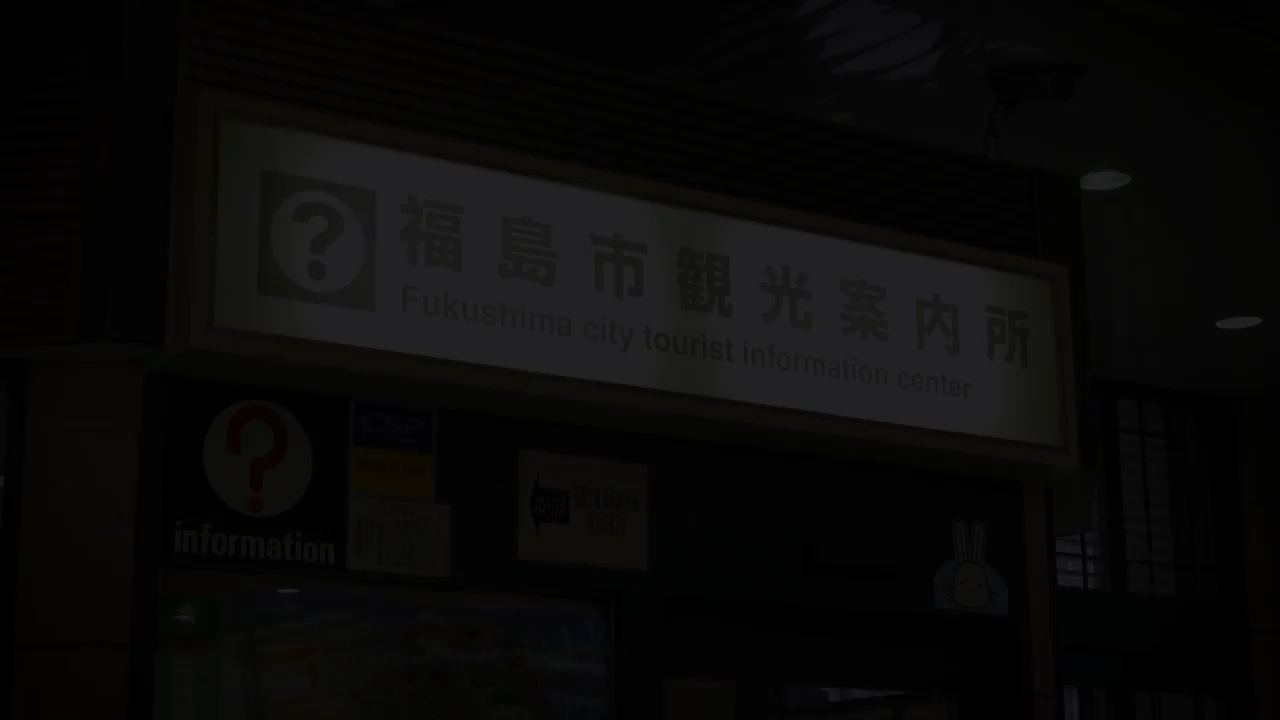 福島市観光案内所
Fukushima city tourist information center
information